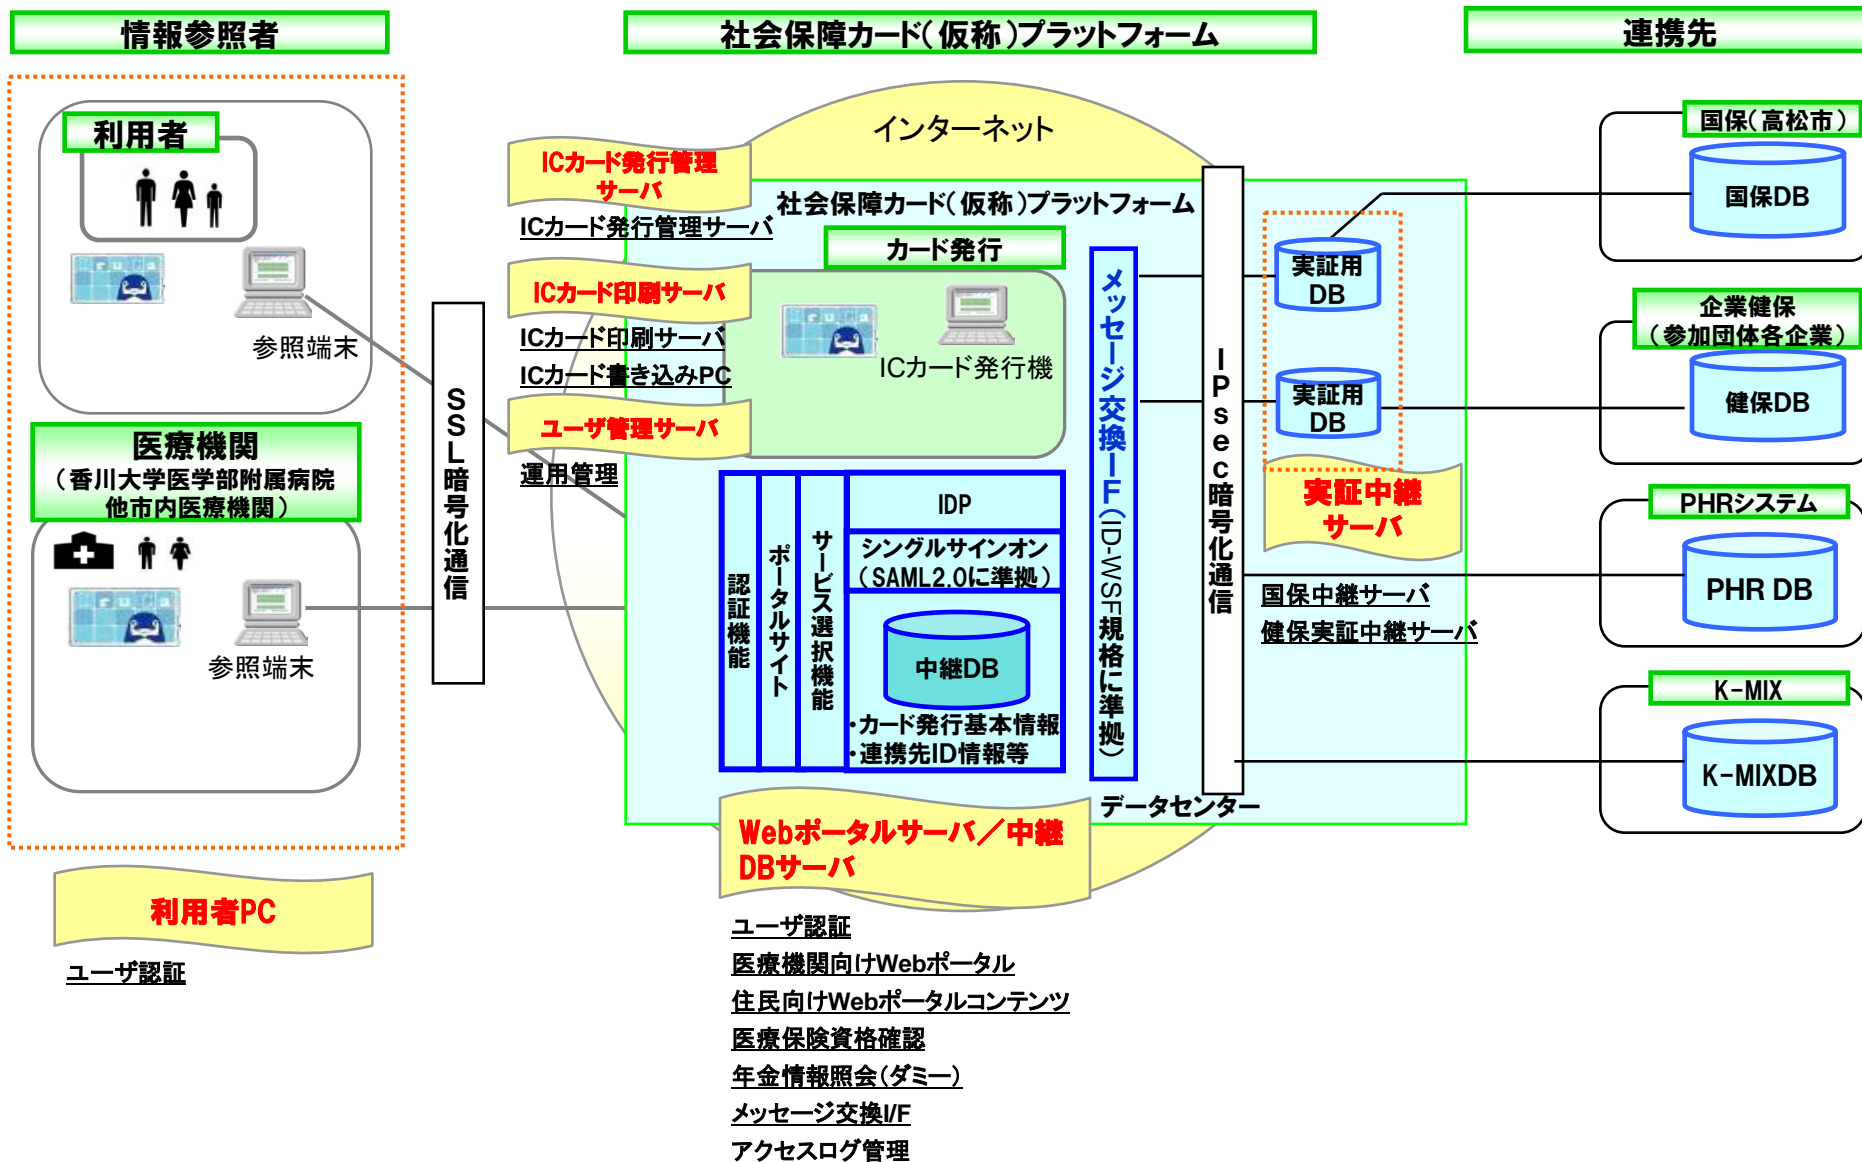 情報参照者
社会保障カード(仮称)プラットフォーム
連携先
利用者
参照端末
医療機関
(香川大学医学部附属病院
他市内医療機関)
参照端末
利用者PC
ユーザ認証
SSL暗号化通信
インターネット
ICカード発行管理
サーバ
ICカード発行管理サーバ
ICカード印刷サーバ
ICカード印刷サーバ
ICカード書き込みPC
ユーザ管理サーバ
運用管理
社会保障カード(仮称)プラットフォーム
カード発行
ICカード発行機
認証機能
ポータルサイト
サービス選択機能
IDP
シングルサインオン
(SAML2.0に準拠)
中継DB
・カード発行基本情報
・連携先ID情報等
メッセージ交換IF(ID-WSF規格に準拠)
IPsec暗号化通信
データセンター
実証用
DB
実証用
DB
実証中継
サーバ
国保中継サーバ
健保実証中継サーバ
Webポータルサーバ/中継
DBサーバ
ユーザ認証
医療機関向けWebポータル
住民向けWebポータルコンテンツ
医療保険資格確認
年金情報照会(ダミー)
メッセージ交換I/F
アクセスログ管理
国保(高松市)
国保DB
企業健保
(参加団体各企業)
健保DB
PHRシステム
PHR DB
K-MIX
K-MIXDB